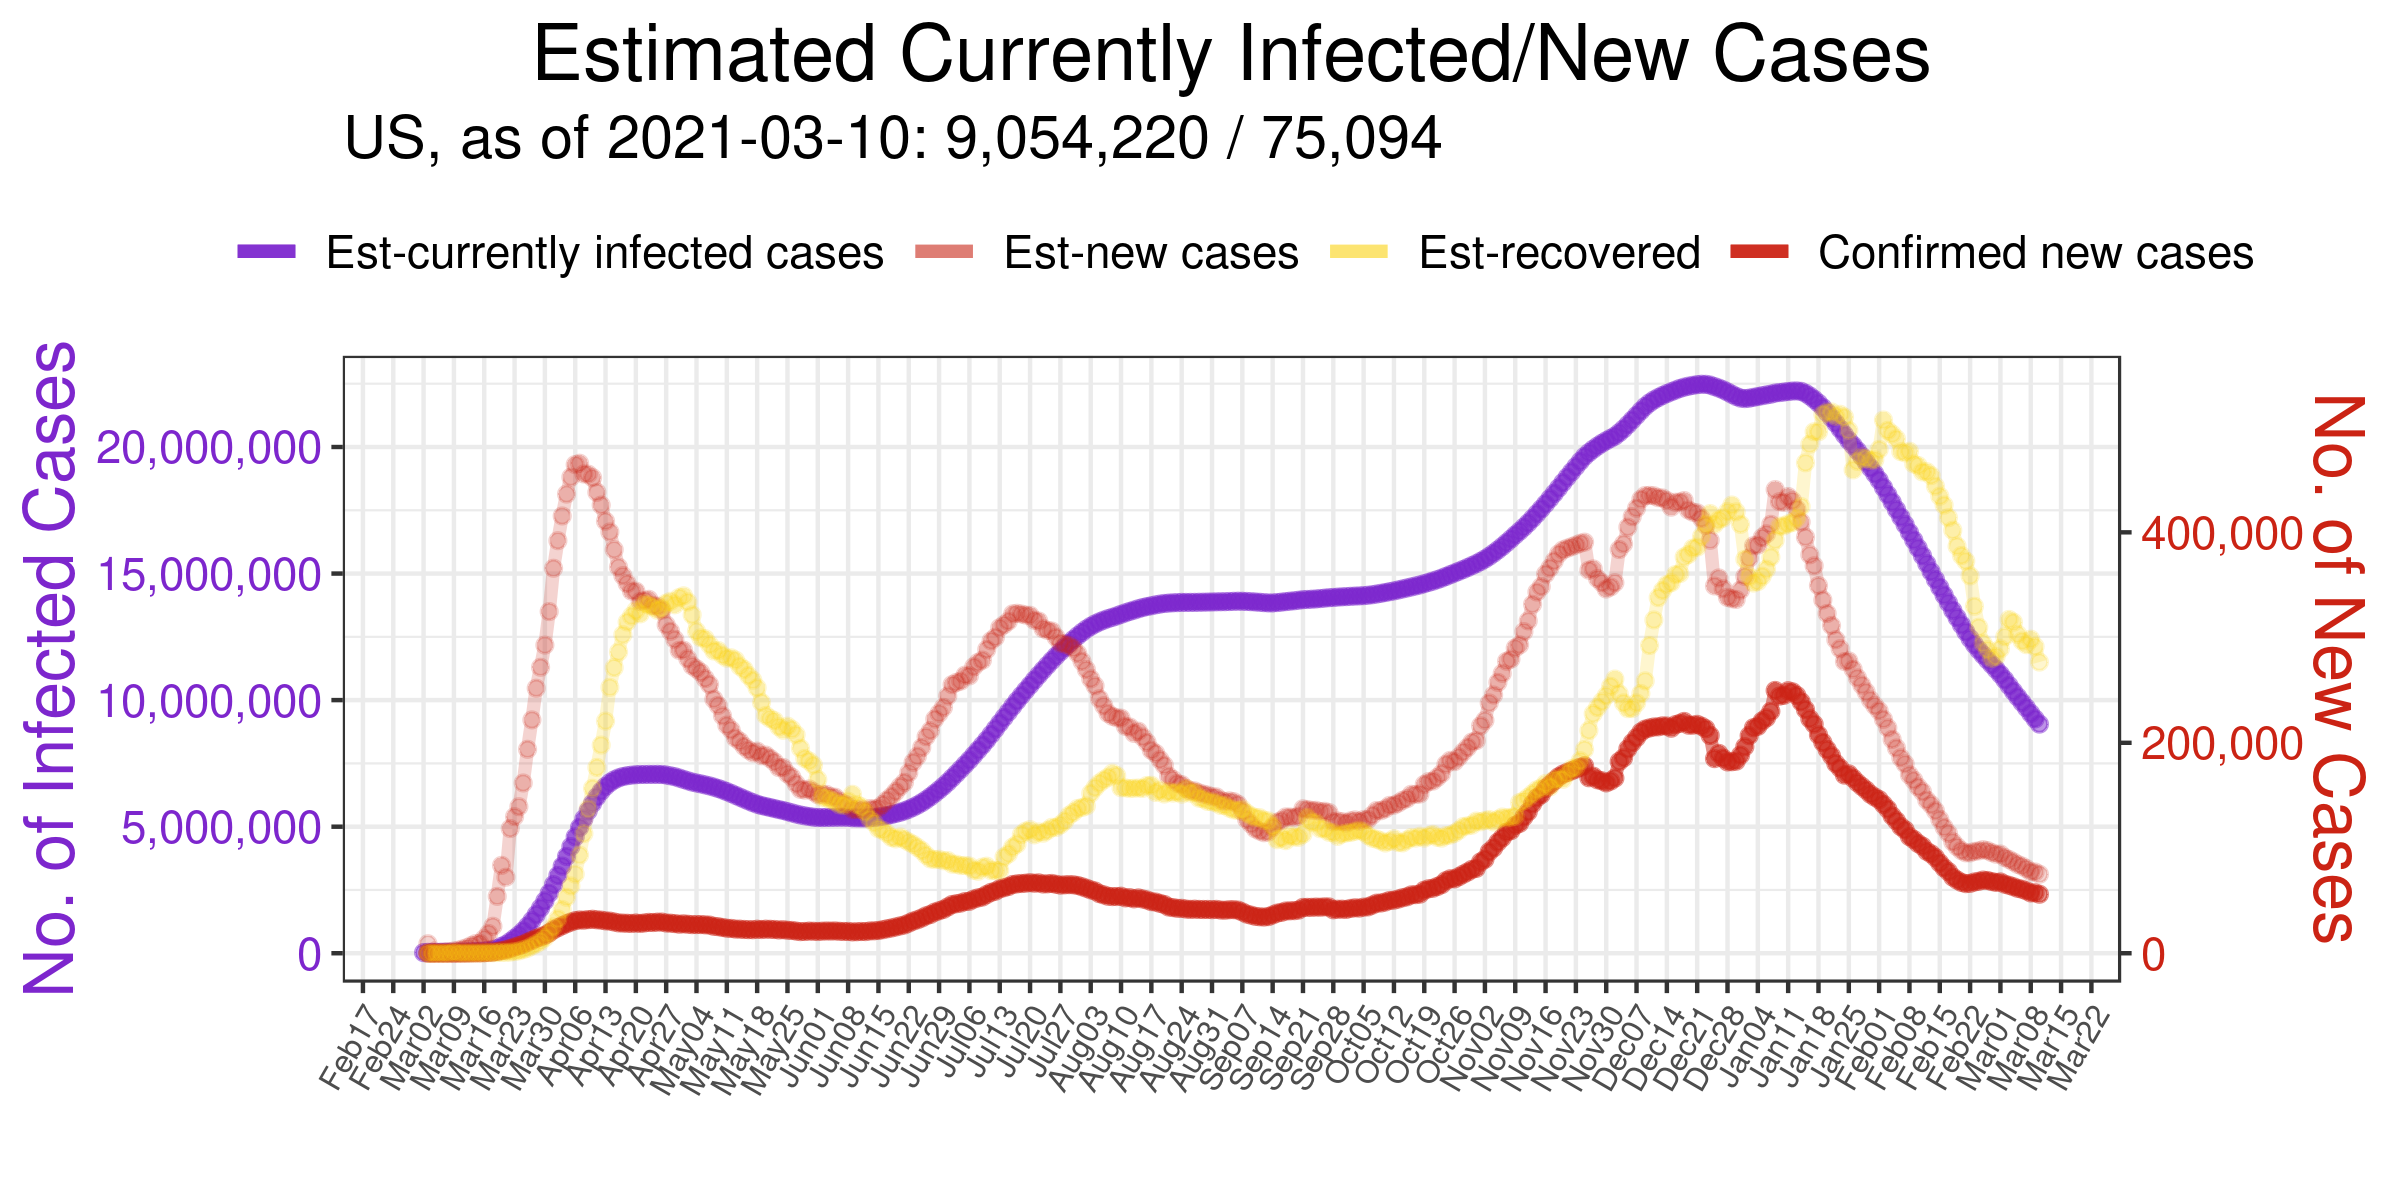 Estimated Currently Infected/New Cases
US, as of 2021-03-10: 9,054,220 / 75,094
Est-currently infected cases
Est-new cases
Est-recovered
Confirmed new cases
No. of Infected Cases
20,000,000
15,000,000
10,000,000
5,000,000
0
400,000
200,000
0
No. of New Cases
Feb17
Feb24
Mar02
Mar09
Mar16
Mar23
Mar30
Apr06
Apr13
Apr20
Apr27
May04
May11
May18
May25
Jun01
Jun08
Jun15
Jun22
Jun29
Jul06
Jul13
Jul20
Jul27
Aug03
Aug10
Aug17
Aug24
Aug31
Sep07
Sep14
Sep21
Sep28
Oct05
Oct12
Oct19
Oct26
Nov02
Nov09
Nov16
Nov23
Nov30
Dec07
Dec14
Dec21
Dec28
Jan04
Jan11
Jan18
Jan25
Feb01
Feb08
Feb15
Feb22
Mar01
Mar08
Mar15
Mar22